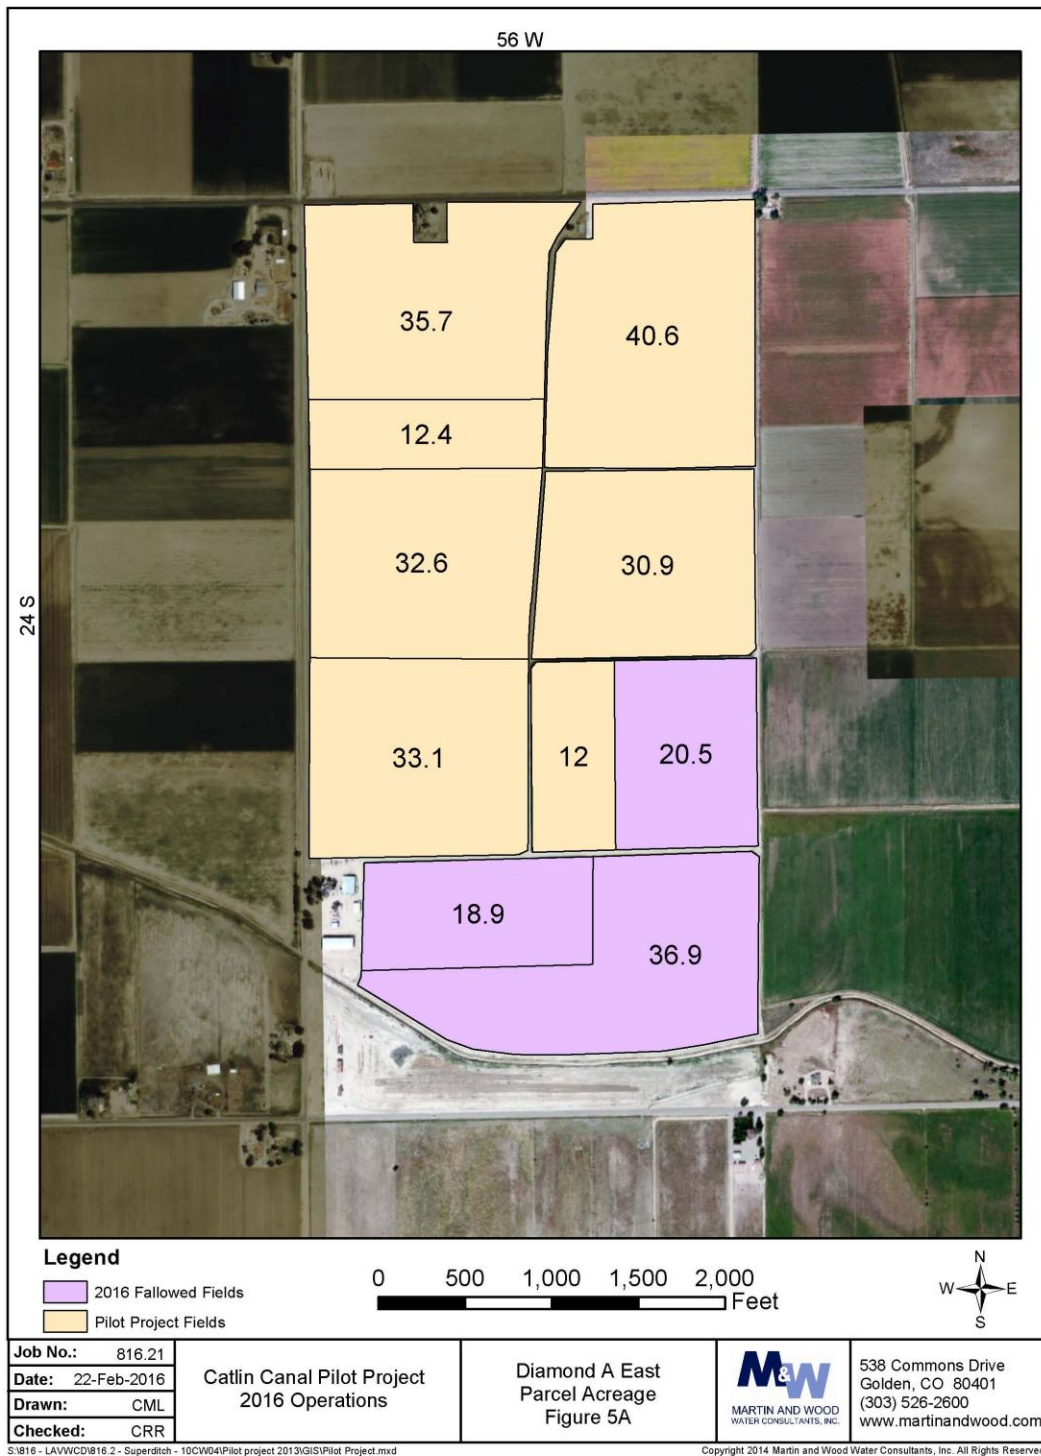 56 W
24 S
35.7
40.6
12.4
32.6
30.9
33.1
12
20.5
18.9
36.9
Legend
2016 Fallowed Fields
Pilot Project Fields
0 500 1,000 1,500 2,000
Feet
N
W E
S
Job No.: 816.21
Date: 22-Feb-2016
Drawn: CML
Checked: CRR
Catlin Canal Pilot Project
2016 Operations
Diamond A East
Parcel Acreage
Figure 5A
M&W
MARTIN AND WOOD
WATER CONSULTANTS, INC.
538 Commons Drive
Golden, CO 80401
(303) 526-2600
www.martinandwood.com
S:\816 - LAVWCD\816.2 - Superditch - 10CW04\Pilot project 2013\GIS\Pilot Project.mxd
Copyright 2014 Martin and Wood Water Consultants, Inc. All Rights Reserve